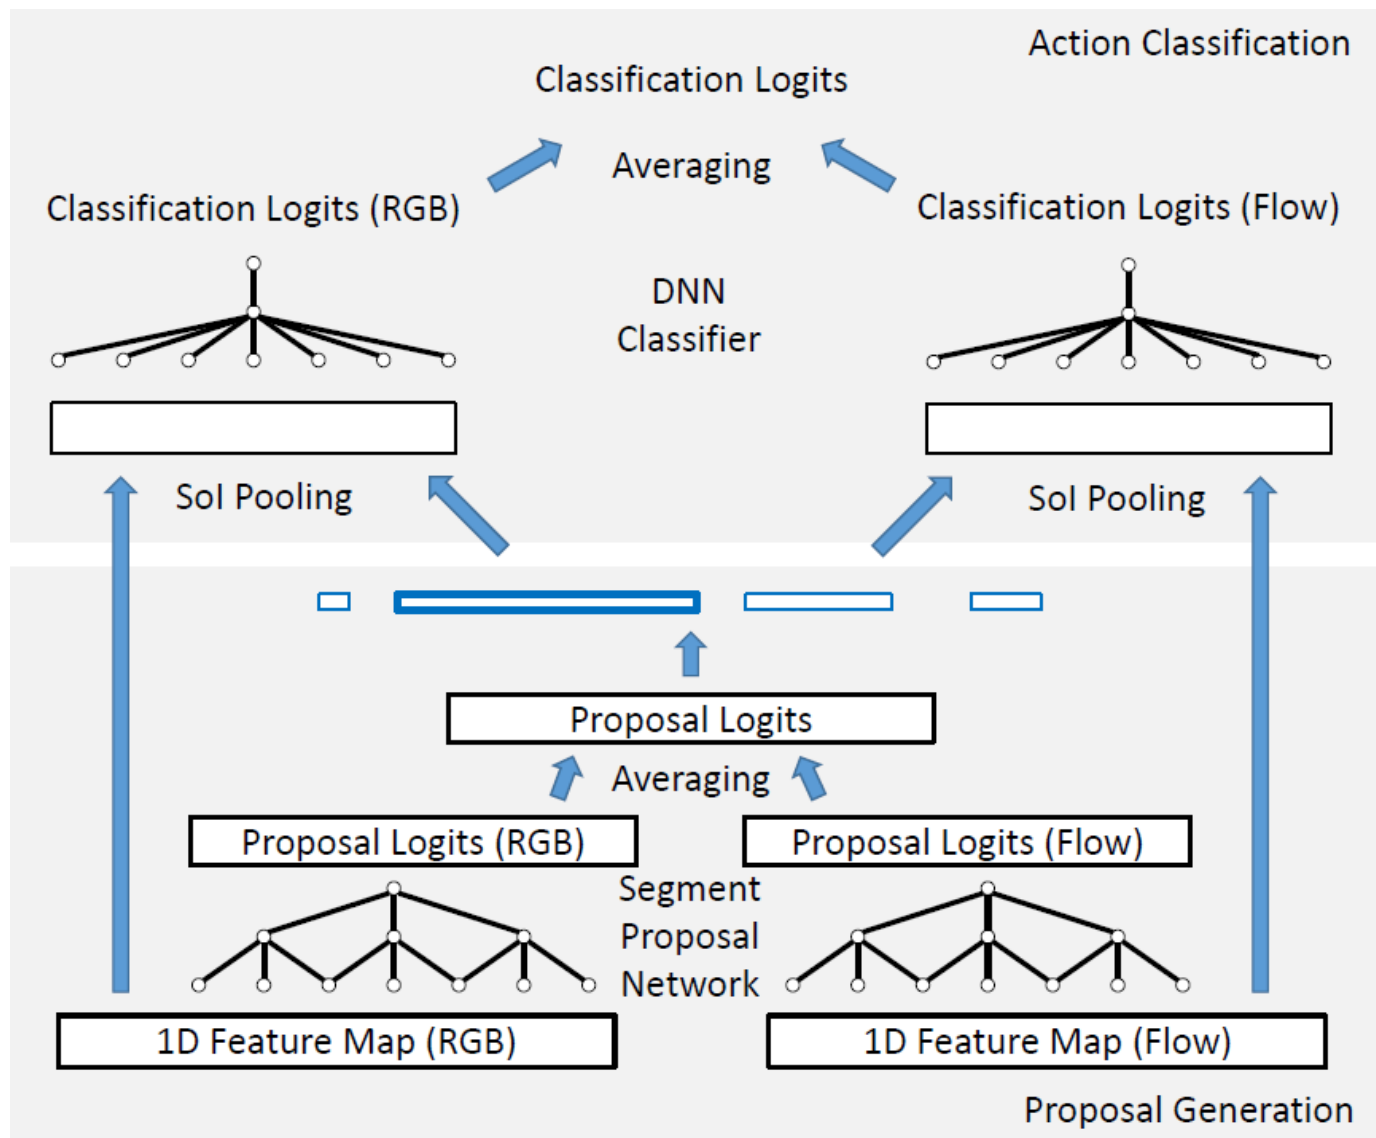 Action Classification
Classification Logits
Averaging
Classification Logits (RGB)
Classification Logits (Flow)
DNN
Classifier
SoI Pooling
SoI Pooling
Proposal Logits
Averaging
Proposal Logits (RGB)
Proposal Logits (Flow)
Segment
Proposal
Network
1D Feature Map (RGB)
1D Feature Map (Flow)
Proposal Generation